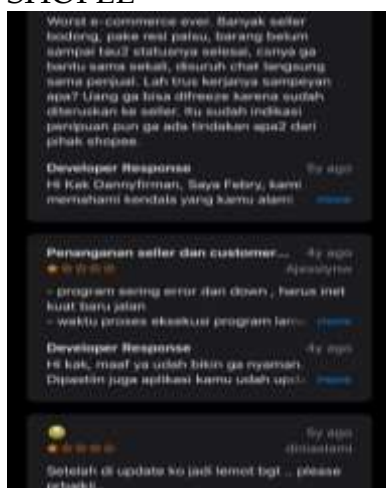 SHOPEE
Worst e-commerce ever. Banyak seller
bodong, pake resi palsu, barang belum
sampai tau2 statusnya selesai, csnya ga
bantu sama sekali, disuruh chat langsung
sama penjual. Lah trus kerjanya sampeyan
apa? Uang ga bisa difreeze karena sudah
diteruskan ke seller. Itu sudah indikasi
penipuan pun ga ada tindakan apa2 dari
pihak shopee.
Developer Response 5y ago
Hi Kak Dannyfirman, Saya Febry, kami
memahami kendala yang kamu alami more
Penanganan seller dan customer... 4y ago
- program sering error dan down , harus inet
kuat baru jalan
- waktu proses eksekusi program more
Developer Response 4y ago
Hi kak, maaf ya udah bikin ga nyaman.
Dipastiin juga aplikasi kamu udah more
5y ago
Setelah di update ko jadi lemot bgt .. please